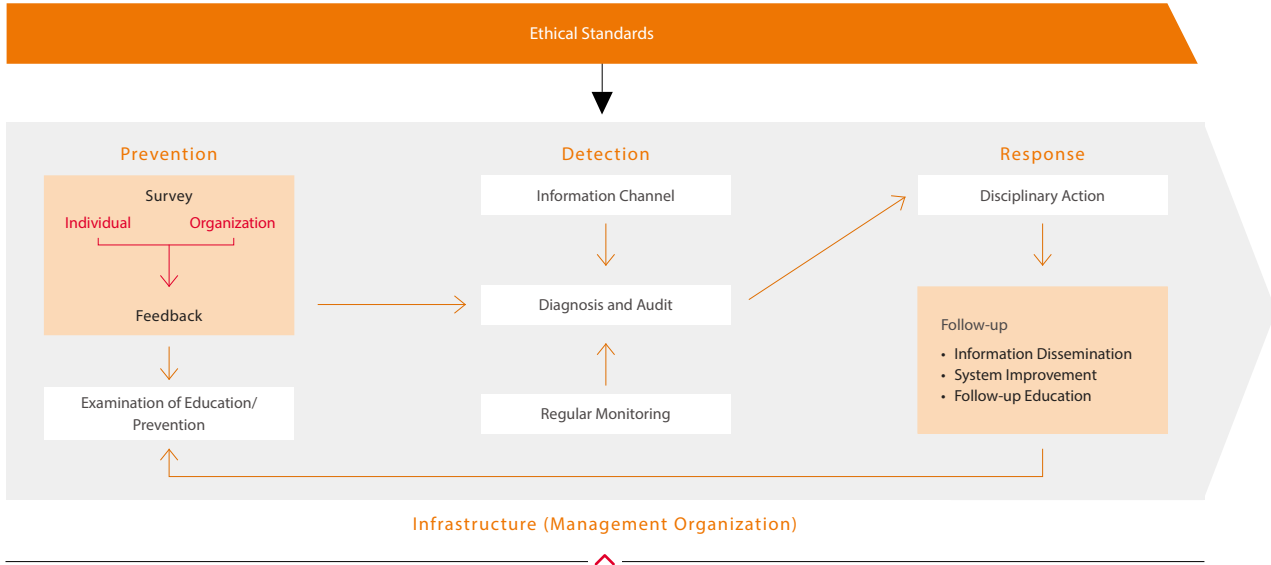 Ethical Standards
Prevention
Survey
Individual
Organization
Feedback
Examination of Education/
Prevention
Detection
Information Channel
Diagnosis and Audit
Regular Monitoring
Response
Disciplinary Action
Follow-up
• Information Dissemination
• System Improvement
• Follow-up Education
Infrastructure (Management Organization)